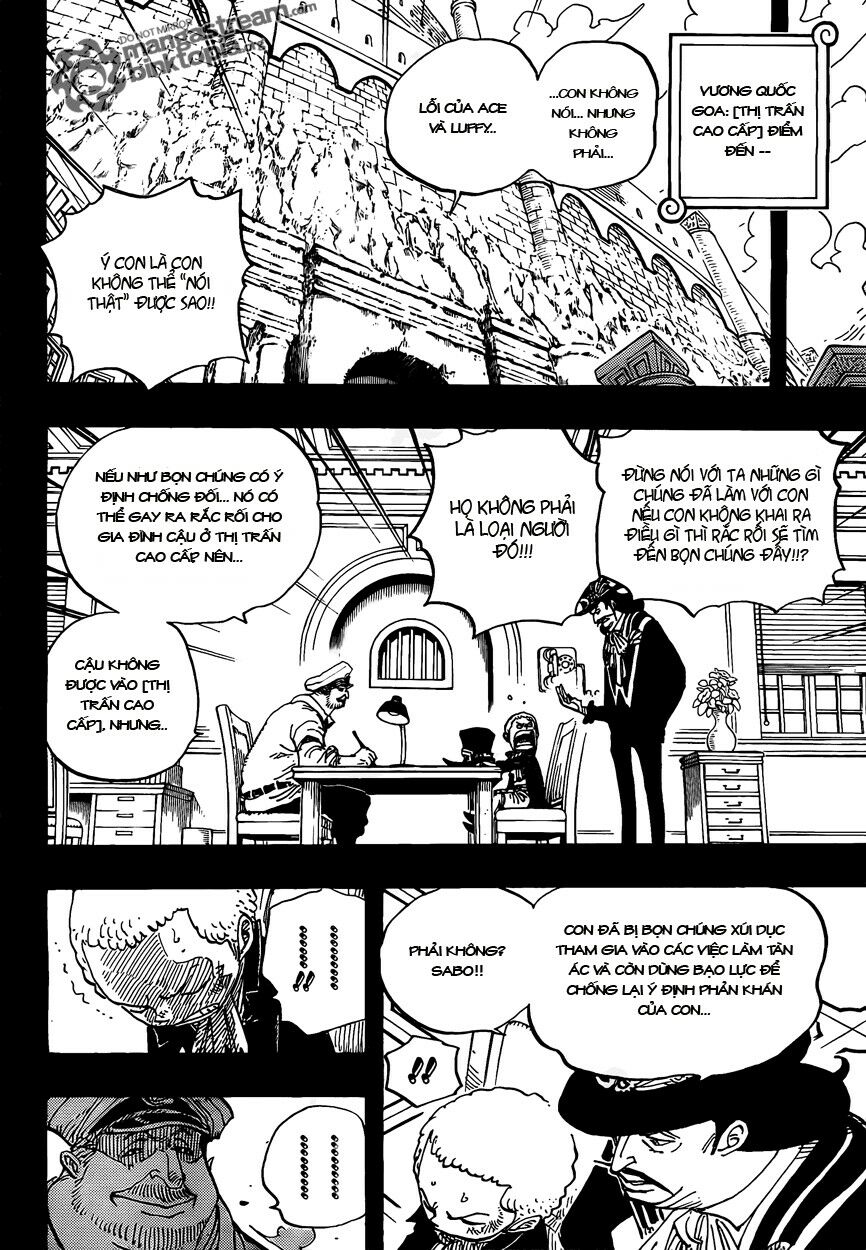 DO NOT MIRROR
mangastream.com
binktopia.org
VƯƠNG QUỐC
GOA: [THỊ TRẤN
CAO CẤP] ĐIỂM
ĐẾN --
...CON KHÔNG
NÓI... NHƯNG
KHÔNG
PHẢI...
LỖI CỦA ACE
VÀ LUFFY...
Ý CON LÀ CON
KHÔNG THỂ "NÓI
THẬT" ĐƯỢC SAO!!
ĐỪNG NÓI VỚI TA NHỮNG GÌ
CHÚNG ĐÃ LÀM VỚI CON
NẾU CON KHÔNG KHAI RA
ĐIỀU GÌ THÌ RẮC RỐI SẼ TÌM
ĐẾN BỌN CHÚNG ĐẤY!!?
HỌ KHÔNG PHẢI
LÀ LOẠI NGƯỜI
ĐÓ!!!
NẾU NHƯ BỌN CHÚNG CÓ Ý
ĐỊNH CHỐNG ĐỐI... NÓ CÓ
THỂ GAY RA RẮC RỐI CHO
GIA ĐÌNH CẬU Ở THỊ TRẤN
CAO CẤP NÊN...
CẬU KHÔNG
ĐƯỢC VÀO [THỊ
TRẤN CAO
CẤP], NHƯNG...
CON ĐÃ BỊ BỌN CHÚNG XÚI DỤC
THAM GIA VÀO CÁC VIỆC LÀM TÀN
ÁC VÀ CÒN DÙNG BẠO LỰC ĐỂ
CHỐNG LẠI Ý ĐỊNH PHẢN KHÁN
CỦA CON...
PHẢI KHÔNG?
SABO!!
!!
.........!!
.........